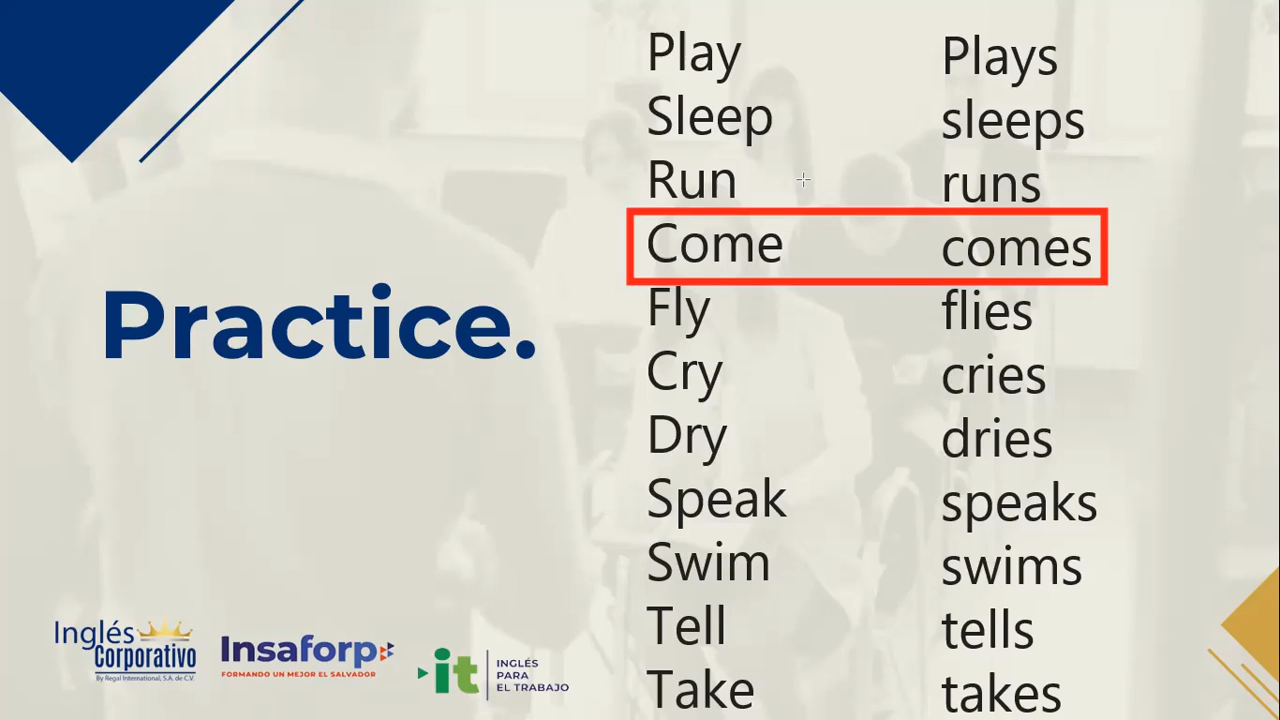 Practice.
Play Plays
Sleep sleeps
Run runs
Come comes
Fly flies
Cry cries
Dry dries
Speak speaks
Swim swims
Tell tells
Take takes
Inglés
Corporativo
By Regal International, S.A. de C.V.
Insaforp
FORMANDO UN MEJOR EL SALVADOR
it
INGLÉS
PARA
EL TRABAJO